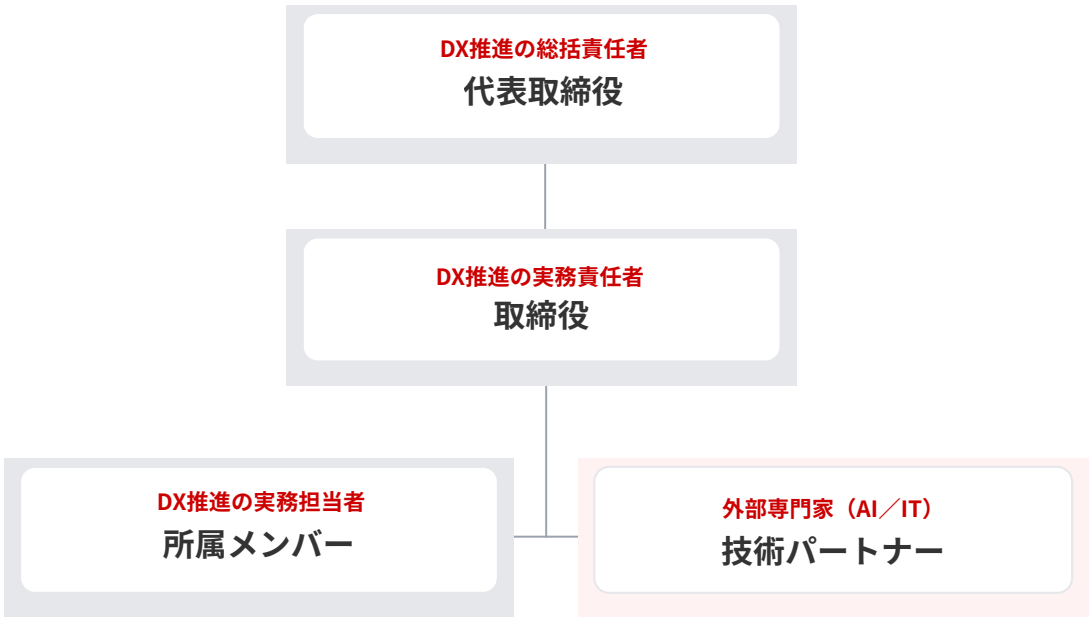 DX推進の総括責任者
代表取締役
DX推進の実務責任者
取締役
DX推進の実務担当者
所属メンバー
外部専門家（AI／IT）
技術パートナー